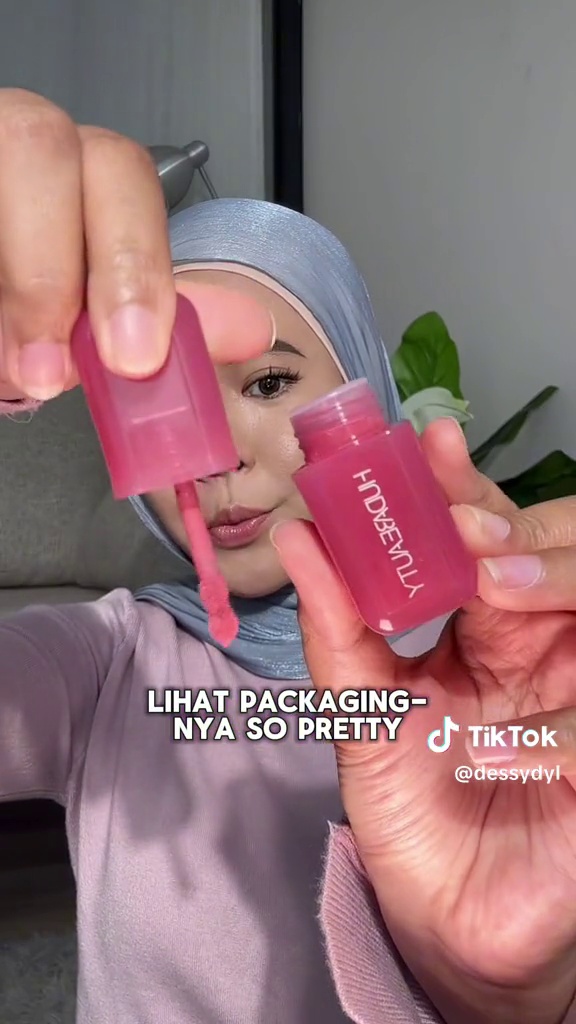 HUDABEAUTY
LIHAT PACKAGING-
NYA SO PRETTY
TikTok
@dessydyl